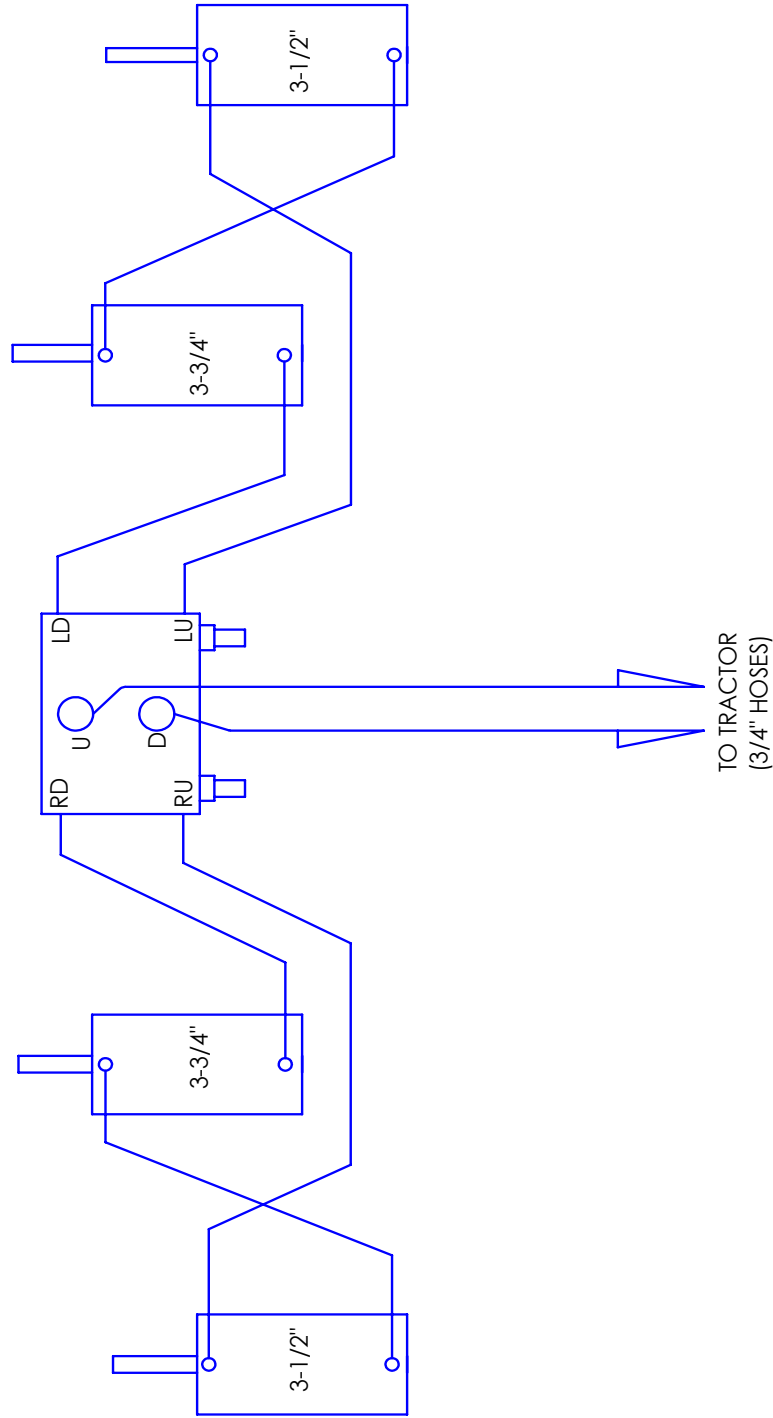 3-1/2"
3-3/4"
LD
LU
U
D
RD
RU
TO TRACTOR
(3/4" HOSES)
3-3/4"
3-1/2"